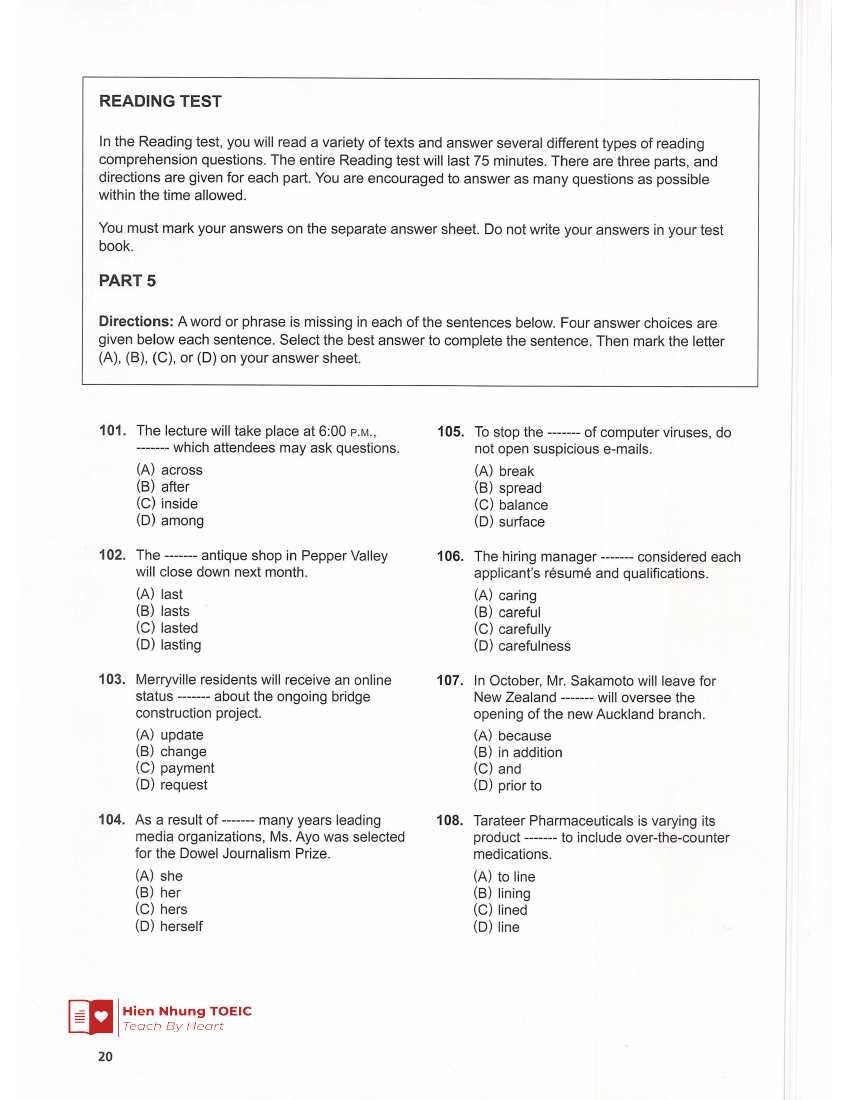 READING TEST
In the Reading test, you will read a variety of texts and answer several different types of reading
comprehension questions. The entire Reading test will last 75 minutes. There are three parts, and
directions are given for each part. You are encouraged to answer as many questions as possible
within the time allowed.
You must mark your answers on the separate answer sheet. Do not write your answers in your test
book.
PART 5
Directions: A word or phrase is missing in each of the sentences below. Four answer choices are
given below each sentence. Select the best answer to complete the sentence. Then mark the letter
(A), (B), (C), or (D) on your answer sheet.
101. The lecture will take place at 6:00 P.M.,
------- which attendees may ask questions.
(A) across
(B) after
(C) inside
(D) among
102. The ------- antique shop in Pepper Valley
will close down next month.
(A) last
(B) lasts
(C) lasted
(D) lasting
103. Merryville residents will receive an online
status ------- about the ongoing bridge
construction project.
(A) update
(B) change
(C) payment
(D) request
104. As a result of ------- many years leading
media organizations, Ms. Ayo was selected
for the Dowel Journalism Prize.
(A) she
(B) her
(C) hers
(D) herself
105. To stop the ------- of computer viruses, do
not open suspicious e-mails.
(A) break
(B) spread
(C) balance
(D) surface
106. The hiring manager ------- considered each
applicant's résumé and qualifications.
(A) caring
(B) careful
(C) carefully
(D) carefulness
107. In October, Mr. Sakamoto will leave for
New Zealand ------- will oversee the
opening of the new Auckland branch.
(A) because
(B) in addition
(C) and
(D) prior to
108. Tarateer Pharmaceuticals is varying its
product ------- to include over-the-counter
medications.
(A) to line
(B) lining
(C) lined
(D) line
Hien Nhung TOEIC
Teach By Heart
20